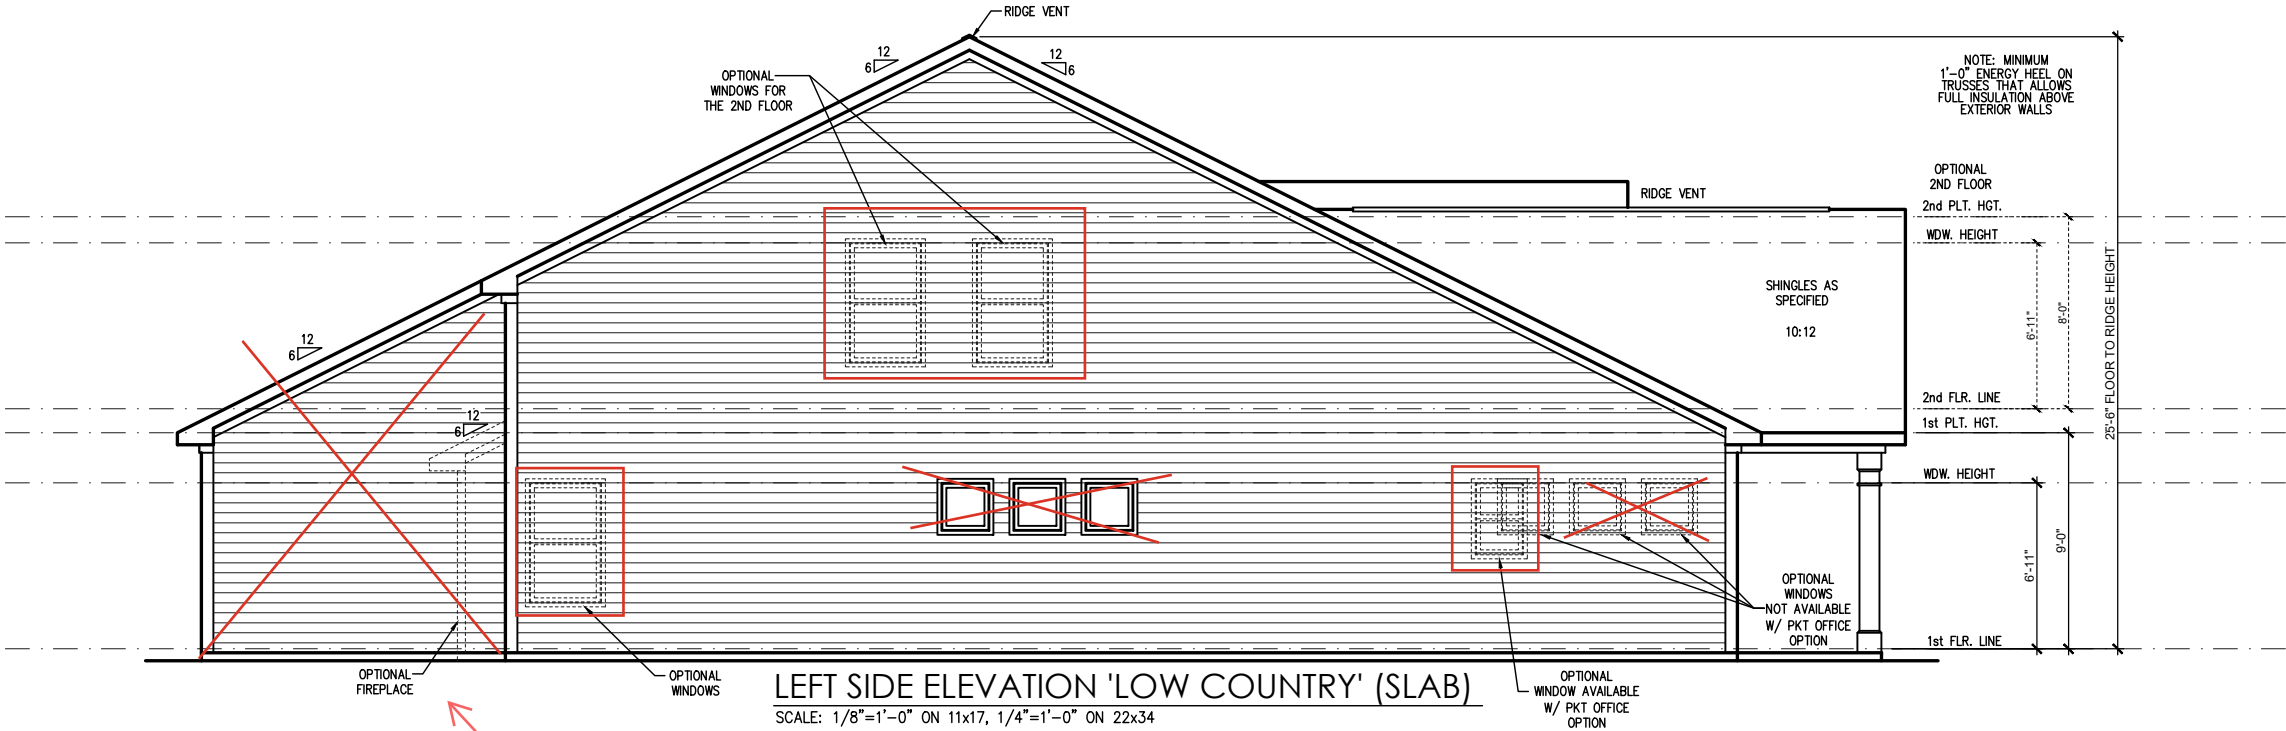 RIDGE VENT
12
6
12
6
OPTIONAL
WINDOWS FOR
THE 2ND FLOOR
NOTE: MINIMUM
1'-0" ENERGY HEEL ON
TRUSSES THAT ALLOWS
FULL INSULATION ABOVE
EXTERIOR WALLS
OPTIONAL
2ND FLOOR
RIDGE VENT
2nd PLT. HGT.
WDW. HEIGHT
SHINGLES AS
SPECIFIED
10:12
6'-11"
8'-0"
25'-6" FLOOR TO RIDGE HEIGHT
12
6
12
6
2nd FLR. LINE
1st PLT. HGT.
WDW. HEIGHT
6'-11"
9'-0"
OPTIONAL
WINDOWS
NOT AVAILABLE
W/ PKT OFFICE
OPTION
1st FLR. LINE
OPTIONAL
FIREPLACE
OPTIONAL
WINDOWS
OPTIONAL
WINDOW AVAILABLE
W/ PKT OFFICE
OPTION
LEFT SIDE ELEVATION 'LOW COUNTRY' (SLAB)
SCALE: 1/8"=1'-0" ON 11x17, 1/4"=1'-0" ON 22x34